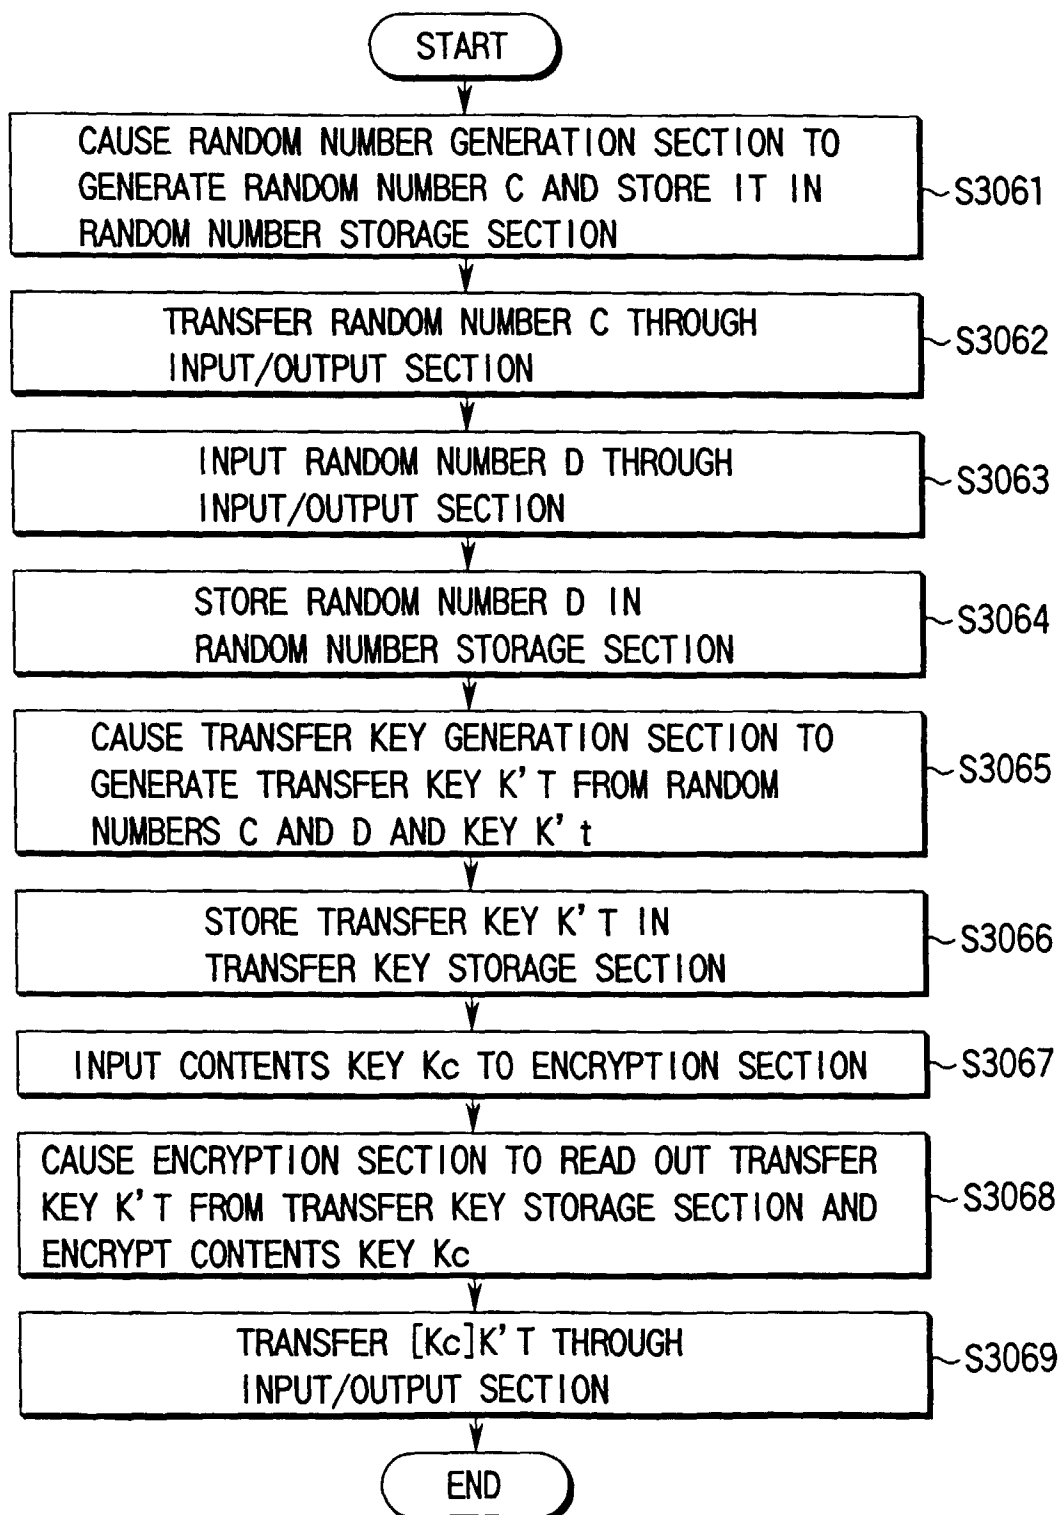 START
CAUSE RANDOM NUMBER GENERATION SECTION TO
GENERATE RANDOM NUMBER C AND STORE IT IN
RANDOM NUMBER STORAGE SECTION
S3061
TRANSFER RANDOM NUMBER C THROUGH
INPUT/OUTPUT SECTION
S3062
INPUT RANDOM NUMBER D THROUGH
INPUT/OUTPUT SECTION
S3063
STORE RANDOM NUMBER D IN
RANDOM NUMBER STORAGE SECTION
S3064
CAUSE TRANSFER KEY GENERATION SECTION TO
GENERATE TRANSFER KEY K'T FROM RANDOM
NUMBERS C AND D AND KEY K't
S3065
STORE TRANSFER KEY K'T IN
TRANSFER KEY STORAGE SECTION
S3066
INPUT CONTENTS KEY Kc TO ENCRYPTION SECTION
S3067
CAUSE ENCRYPTION SECTION TO READ OUT TRANSFER
KEY K'T FROM TRANSFER KEY STORAGE SECTION AND
ENCRYPT CONTENTS KEY Kc
S3068
TRANSFER [Kc]K'T THROUGH
INPUT/OUTPUT SECTION
S3069
END